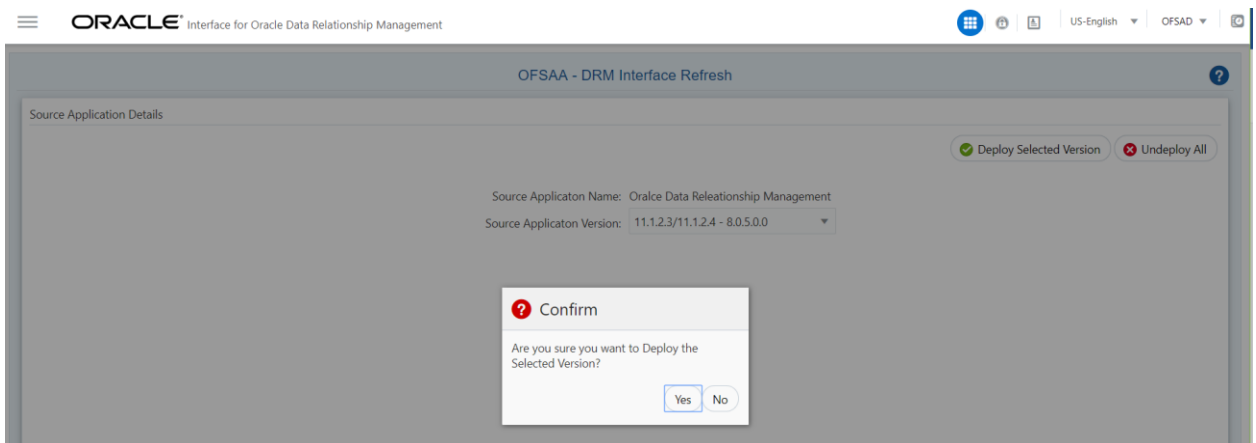 ORACLE® Interface for Oracle Data Relationship Management
US-English
OFSAD
OFSAA - DRM Interface Refresh
?
Source Application Details
Deploy Selected Version
Undeploy All
Source Applicaton Name: Oralce Data Releationship Management
Source Applicaton Version: 11.1.2.3/11.1.2.4 - 8.0.5.0.0
? Confirm
Are you sure you want to Deploy the
Selected Version?
Yes No